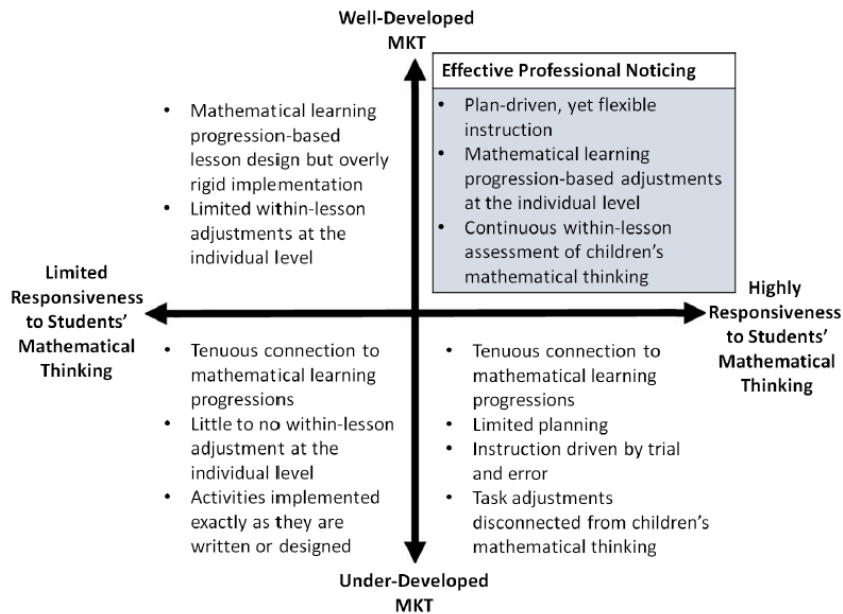 Well-Developed
MKT
Effective Professional Noticing
• Mathematical learning
progression-based
lesson design but overly
rigid implementation
• Limited within-lesson
adjustments at the
individual level
• Plan-driven, yet flexible
instruction
• Mathematical learning
progression-based adjustments
at the individual level
• Continuous within-lesson
assessment of children's
mathematical thinking
Limited
Responsiveness
to Students'
Mathematical
Thinking
Highly
Responsiveness
to Students'
Mathematical
Thinking
• Tenuous connection to
mathematical learning
progressions
• Little to no within-lesson
adjustment at the
individual level
• Activities implemented
exactly as they are
written or designed
• Tenuous connection to
mathematical learning
progressions
• Limited planning
• Instruction driven by trial
and error
• Task adjustments
disconnected from children's
mathematical thinking
Under-Developed
MKT